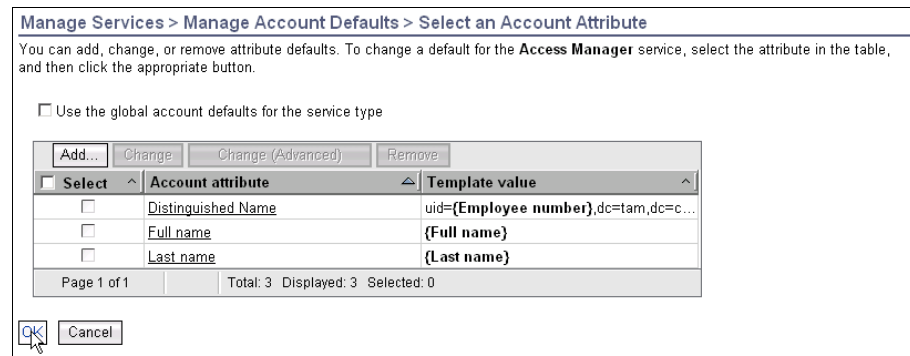 Manage Services > Manage Account Defaults > Select an Account Attribute
You can add, change, or remove attribute defaults. To change a default for the Access Manager service, select the attribute in the table,
and then click the appropriate button.
Use the global account defaults for the service type
Add... Change Change (Advanced) Remove
Select ^ Account attribute Template value ^
Distinguished Name uid={Employee number},dc=tam,dc=c...
Full name {Full name}
Last name {Last name}
Page 1 of 1 Total: 3 Displayed: 3 Selected: 0
OK Cancel